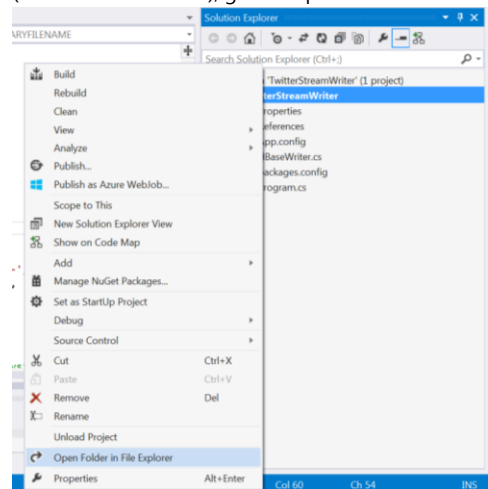 Solution Explorer
ARYFILENAME
Search Solution Explorer (Ctrl+;)
Build
'TwitterStreamWriter' (1 project)
Rebuild
terStreamWriter
Clean
roperties
View
eferences
Analyze
pp.config
Publish...
BaseWriter.cs
Publish as Azure WebJob...
ackages.config
rogram.cs
Scope to This
New Solution Explorer View
Show on Code Map
Add
Manage NuGet Packages...
Set as StartUp Project
Debug
Source Control
Cut Ctrl+X
Paste Ctrl+V
Remove Del
Rename
Unload Project
Open Folder in File Explorer
Properties Alt+Enter
Col 60 Ch 54 INS